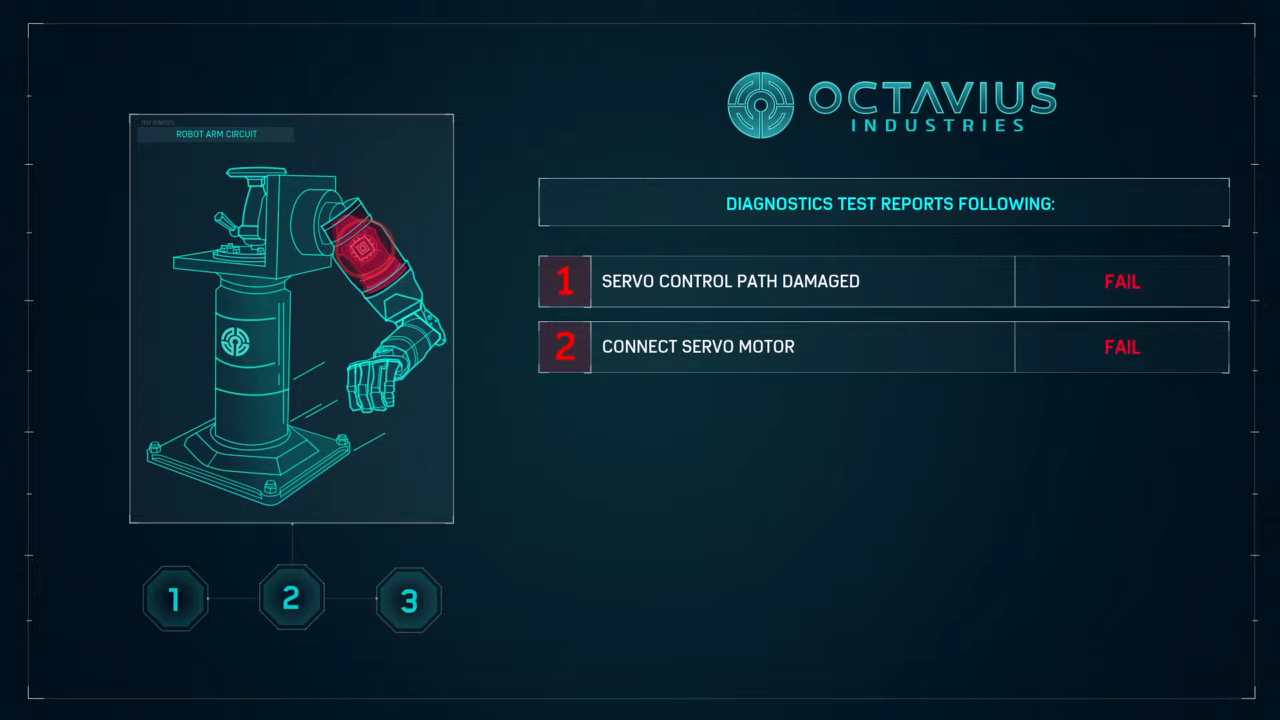 OCTAVIUS
INDUSTRIES
ROBOT ARM CIRCUIT
DIAGNOSTICS TEST REPORTS FOLLOWING:
1 SERVO CONTROL PATH DAMAGED FAIL
2 CONNECT SERVO MOTOR FAIL
1 2 3